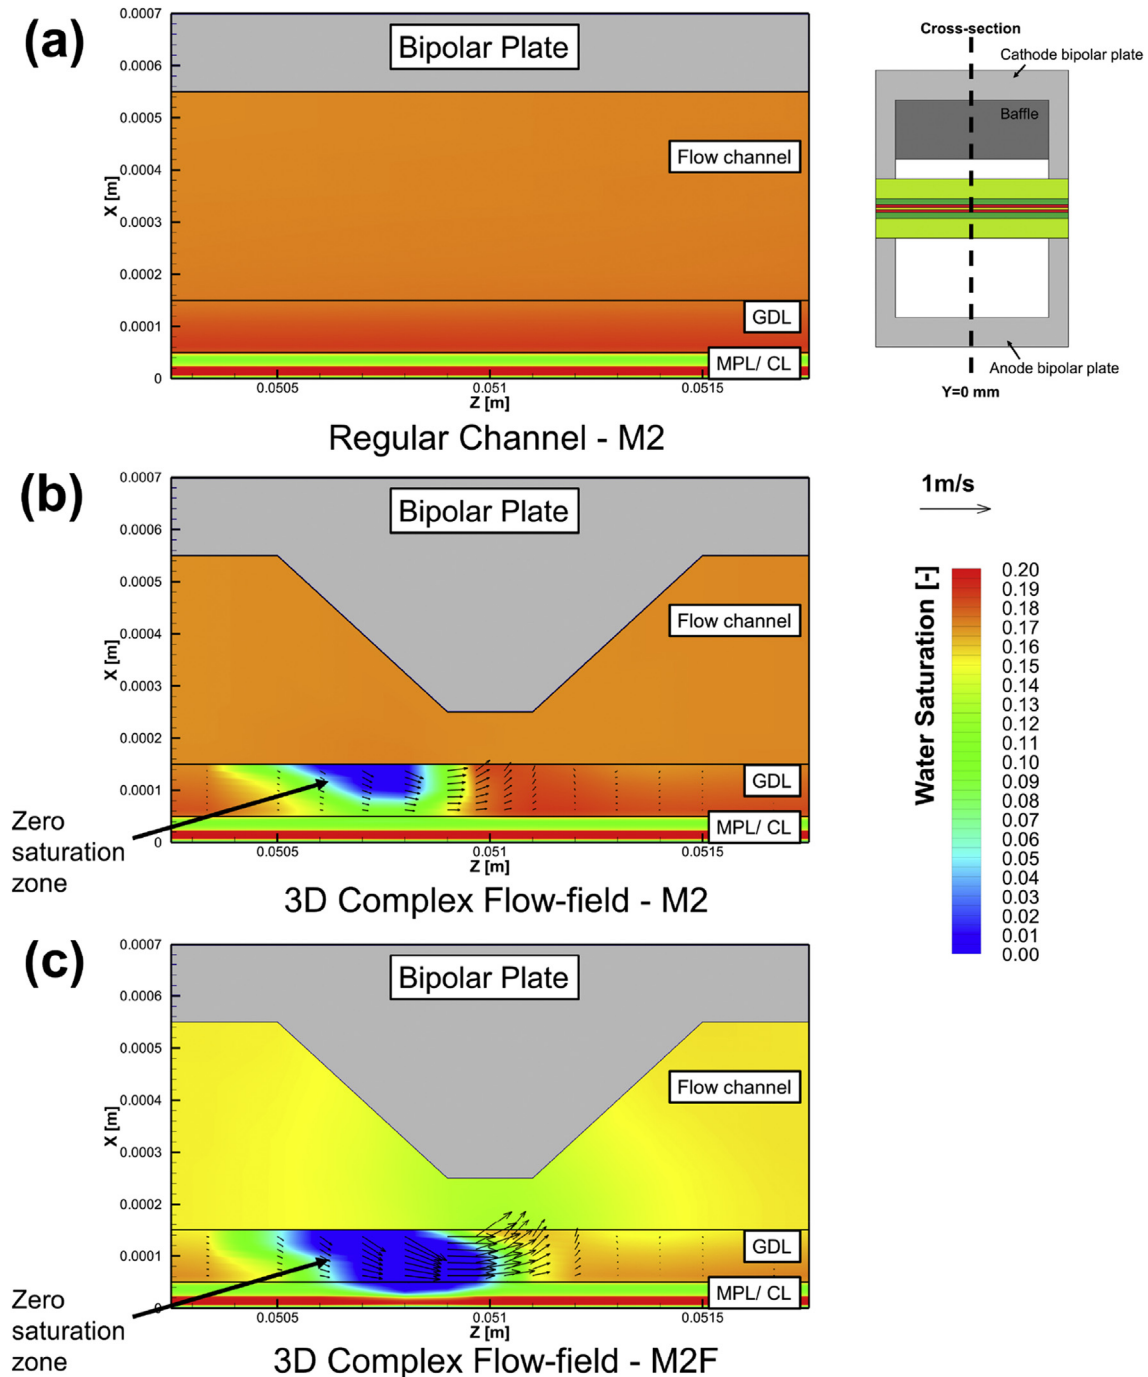 (a)
0.0007
0.0006
0.0005
0.0004
0.0003
0.0002
0.0001
0
X [m]
Bipolar Plate
Flow channel
GDL
MPL/ CL
0.0505
0.051
0.0515
Z [m]
Regular Channel - M2
Cross-section
Cathode bipolar plate
Baffle
Anode bipolar plate
Y=0 mm
(b)
0.0007
0.0006
0.0005
0.0004
0.0003
0.0002
0.0001
0
X [m]
Bipolar Plate
Flow channel
GDL
MPL/ CL
Zero
saturation
zone
0.0505
0.051
0.0515
Z [m]
3D Complex Flow-field - M2
1m/s
Water Saturation [-]
0.20
0.19
0.18
0.17
0.16
0.15
0.14
0.13
0.12
0.11
0.10
0.09
0.08
0.07
0.06
0.05
0.04
0.03
0.02
0.01
0.00
(c)
0.0007
0.0006
0.0005
0.0004
0.0003
0.0002
0.0001
0
X [m]
Bipolar Plate
Flow channel
GDL
MPL/ CL
Zero
saturation
zone
0.0505
0.051
0.0515
Z [m]
3D Complex Flow-field - M2F